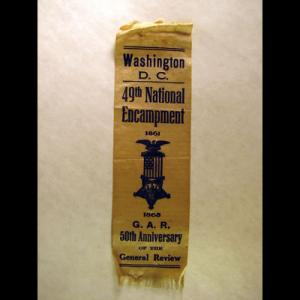 Washington
D. C.
49th National
Encampment
1861
1865
G. A. R.
50th Anniversary
OF THE
General Review